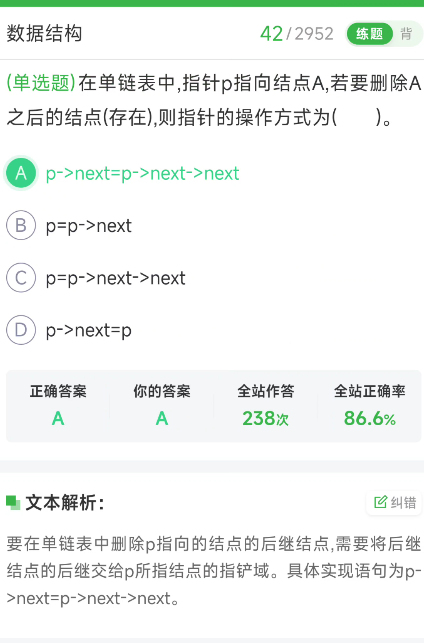 数据结构 42/2952 练题 背
(单选题)在单链表中,指针p指向结点A,若要删除A
之后的结点(存在),则指针的操作方式为(  )。
A p->next=p->next->next
B p=p->next
C p=p->next->next
D p->next=p
正确答案 你的答案 全站作答 全站正确率
A A 238次 86.6%
文本解析: 纠错
要在单链表中删除p指向的结点的后继结点,需要将后继
结点的后继交给p所指结点的指铲域。具体实现语句为p-
>next=p->next->next。